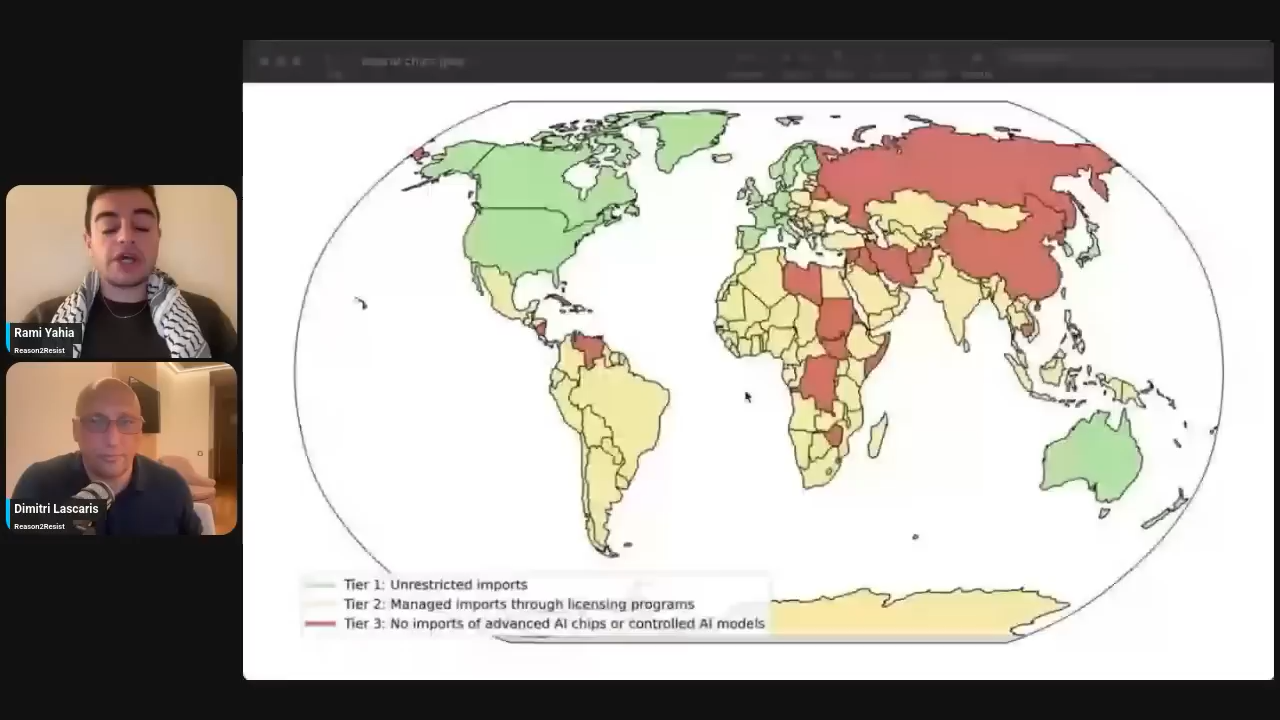 Rami Yahia
Reason2Resist
Dimitri Lascaris
Reason2Resist
Tier 1: Unrestricted imports
Tier 2: Managed imports through licensing programs
Tier 3: No imports of advanced AI chips or controlled AI models